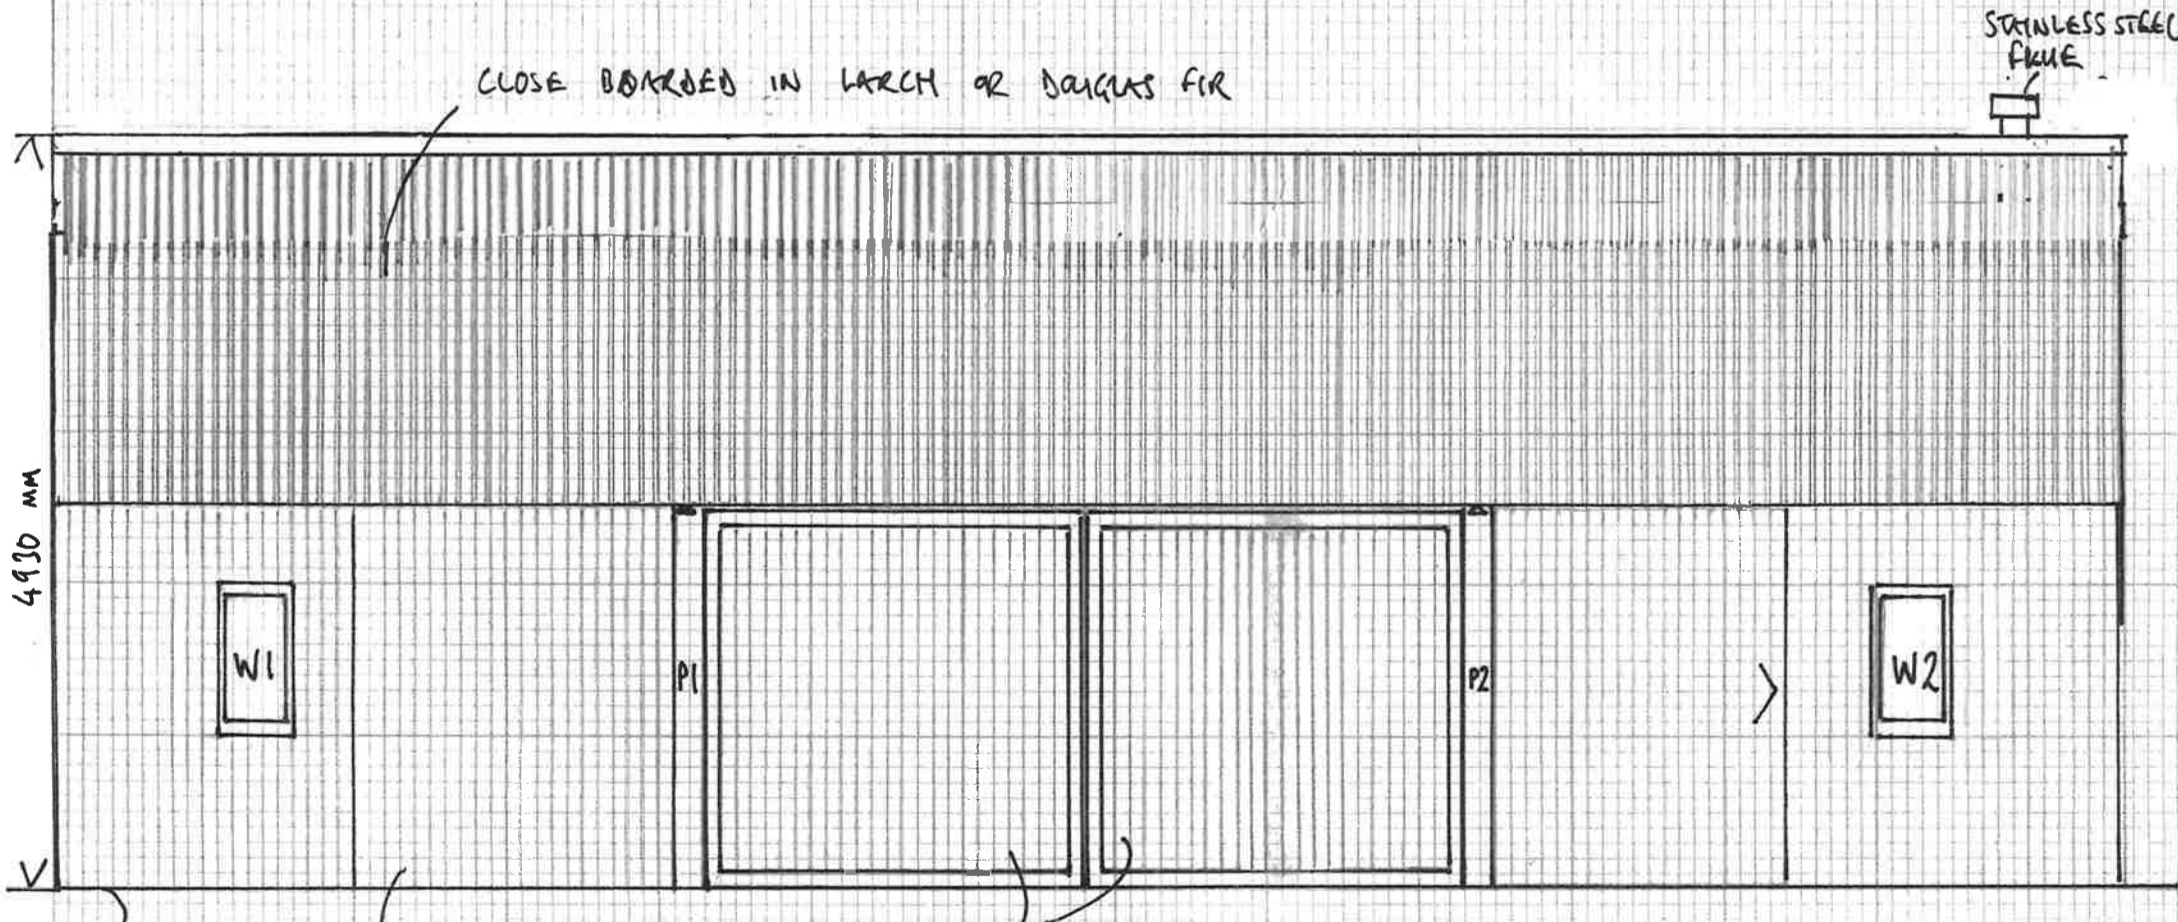 STAINLESS STEEL
FLUE
CLOSE BOARDED IN LARCH OR DOUGLAS FIR
4930 MM
W1
P1
P2
W2